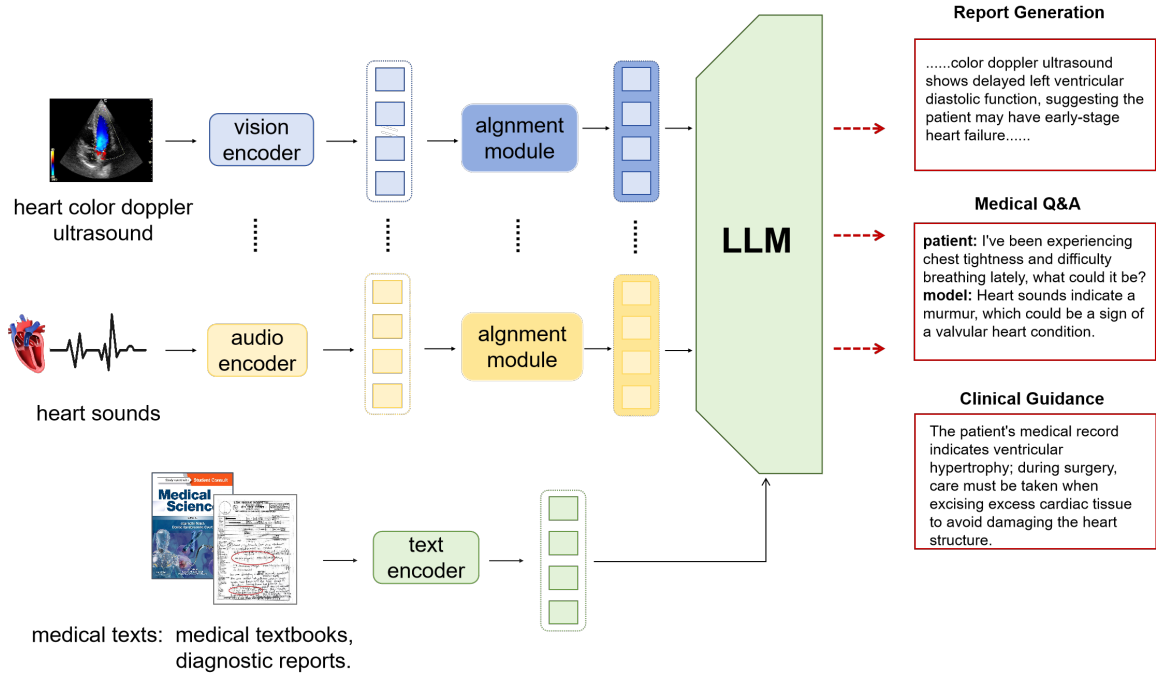 heart color doppler
ultrasound
vision
encoder
algnment
module
heart sounds
audio
encoder
algnment
module
Student Consult
Medical
Science
medical texts: medical textbooks,
diagnostic reports.
text
encoder
LLM
Report Generation
......color doppler ultrasound
shows delayed left ventricular
diastolic function, suggesting the
patient may have early-stage
heart failure......
Medical Q&A
patient: I've been experiencing
chest tightness and difficulty
breathing lately, what could it be?
model: Heart sounds indicate a
murmur, which could be a sign of
a valvular heart condition.
Clinical Guidance
The patient's medical record
indicates ventricular
hypertrophy; during surgery,
care must be taken when
excising excess cardiac tissue
to avoid damaging the heart
structure.